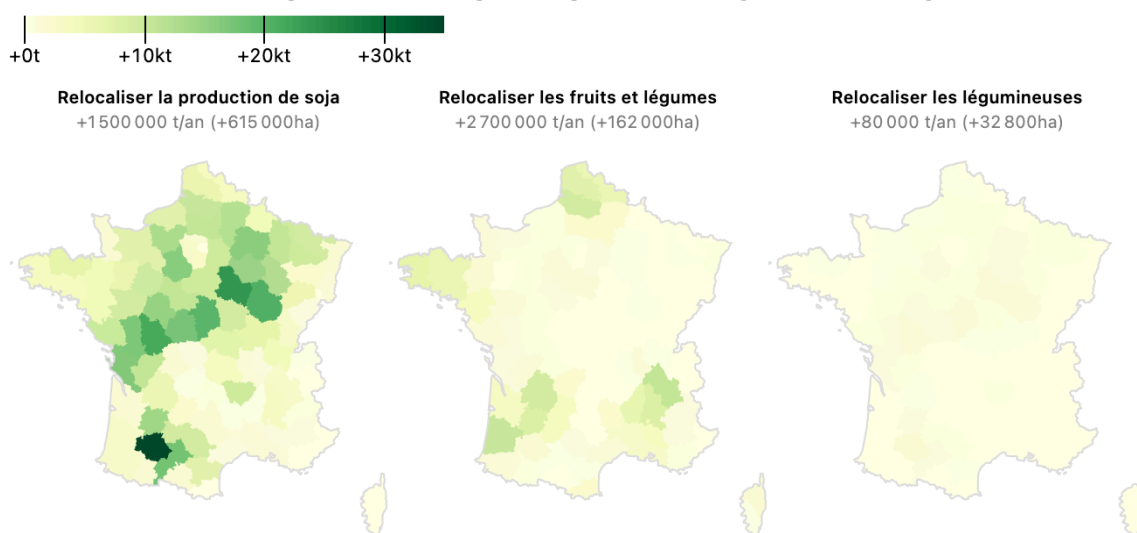 +0t +10kt +20kt +30kt
Relocaliser la production de soja
+1 500 000 t/an (+615 000ha)
Relocaliser les fruits et légumes
+2 700 000 t/an (+162 000ha)
Relocaliser les légumineuses
+80 000 t/an (+32 800ha)